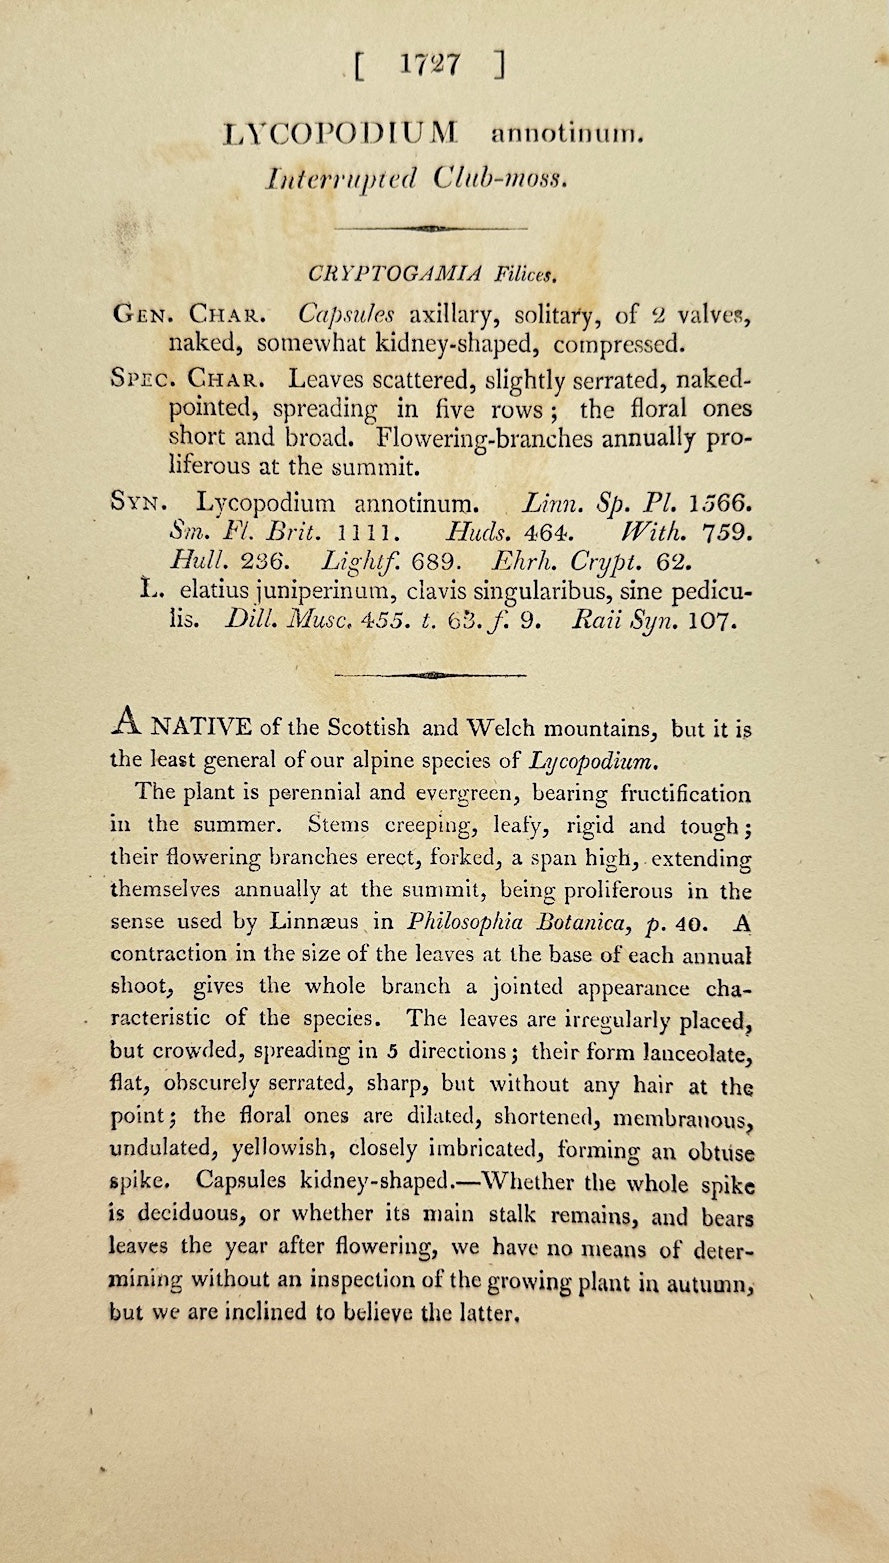 [ 1727 ]
LYCOPODIUM annotinum.
Interrupted Club-moss.
CRYPTOGAMIA Filices.
GEN. CHAR. Capsules axillary, solitary, of 2 valves,
naked, somewhat kidney-shaped, compressed.
SPEC. CHAR. Leaves scattered, slightly serrated, naked-
pointed, spreading in five rows; the floral ones
short and broad. Flowering-branches annually pro-
liferous at the summit.
SYN. Lycopodium annotinum. Linn. Sp. Pl. 1566.
Sm. Fl. Brit. 1111. Huds. 464. With. 759.
Hull. 236. Lightf. 689. Ehrh. Crypt. 62.
L. elatius juniperinum, clavis singularibus, sine pedicu-
lis. Dill. Musc. 455. t. 63. f. 9. Raii Syn. 107.
A NATIVE of the Scottish and Welch mountains, but it is
the least general of our alpine species of Lycopodium.
The plant is perennial and evergreen, bearing fructification
in the summer. Stems creeping, leafy, rigid and tough;
their flowering branches erect, forked, a span high, extending
themselves annually at the summit, being proliferous in the
sense used by Linnæus in Philosophia Botanica, p. 40. A
contraction in the size of the leaves at the base of each annual
shoot, gives the whole branch a jointed appearance cha-
racteristic of the species. The leaves are irregularly placed,
but crowded, spreading in 5 directions; their form lanceolate,
flat, obscurely serrated, sharp, but without any hair at the
point; the floral ones are dilated, shortened, membranous,
undulated, yellowish, closely imbricated, forming an obtuse
spike. Capsules kidney-shaped.—Whether the whole spike
is deciduous, or whether its main stalk remains, and bears
leaves the year after flowering, we have no means of deter-
mining without an inspection of the growing plant in autumn,
but we are inclined to believe the latter.